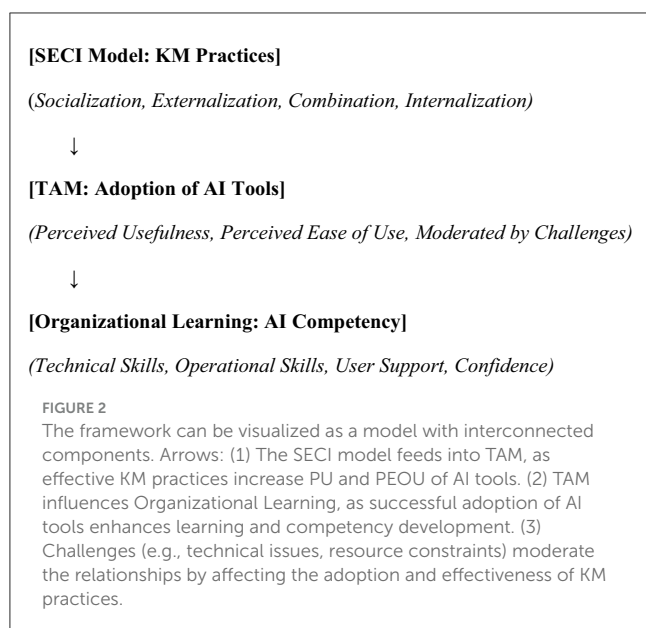 [SECI Model: KM Practices]
(Socialization, Externalization, Combination, Internalization)
↓
[TAM: Adoption of AI Tools]
(Perceived Usefulness, Perceived Ease of Use, Moderated by Challenges)
↓
[Organizational Learning: AI Competency]
(Technical Skills, Operational Skills, User Support, Confidence)
FIGURE 2
The framework can be visualized as a model with interconnected
components. Arrows: (1) The SECI model feeds into TAM, as
effective KM practices increase PU and PEOU of AI tools. (2) TAM
influences Organizational Learning, as successful adoption of AI
tools enhances learning and competency development. (3)
Challenges (e.g., technical issues, resource constraints) moderate
the relationships by affecting the adoption and effectiveness of KM
practices.